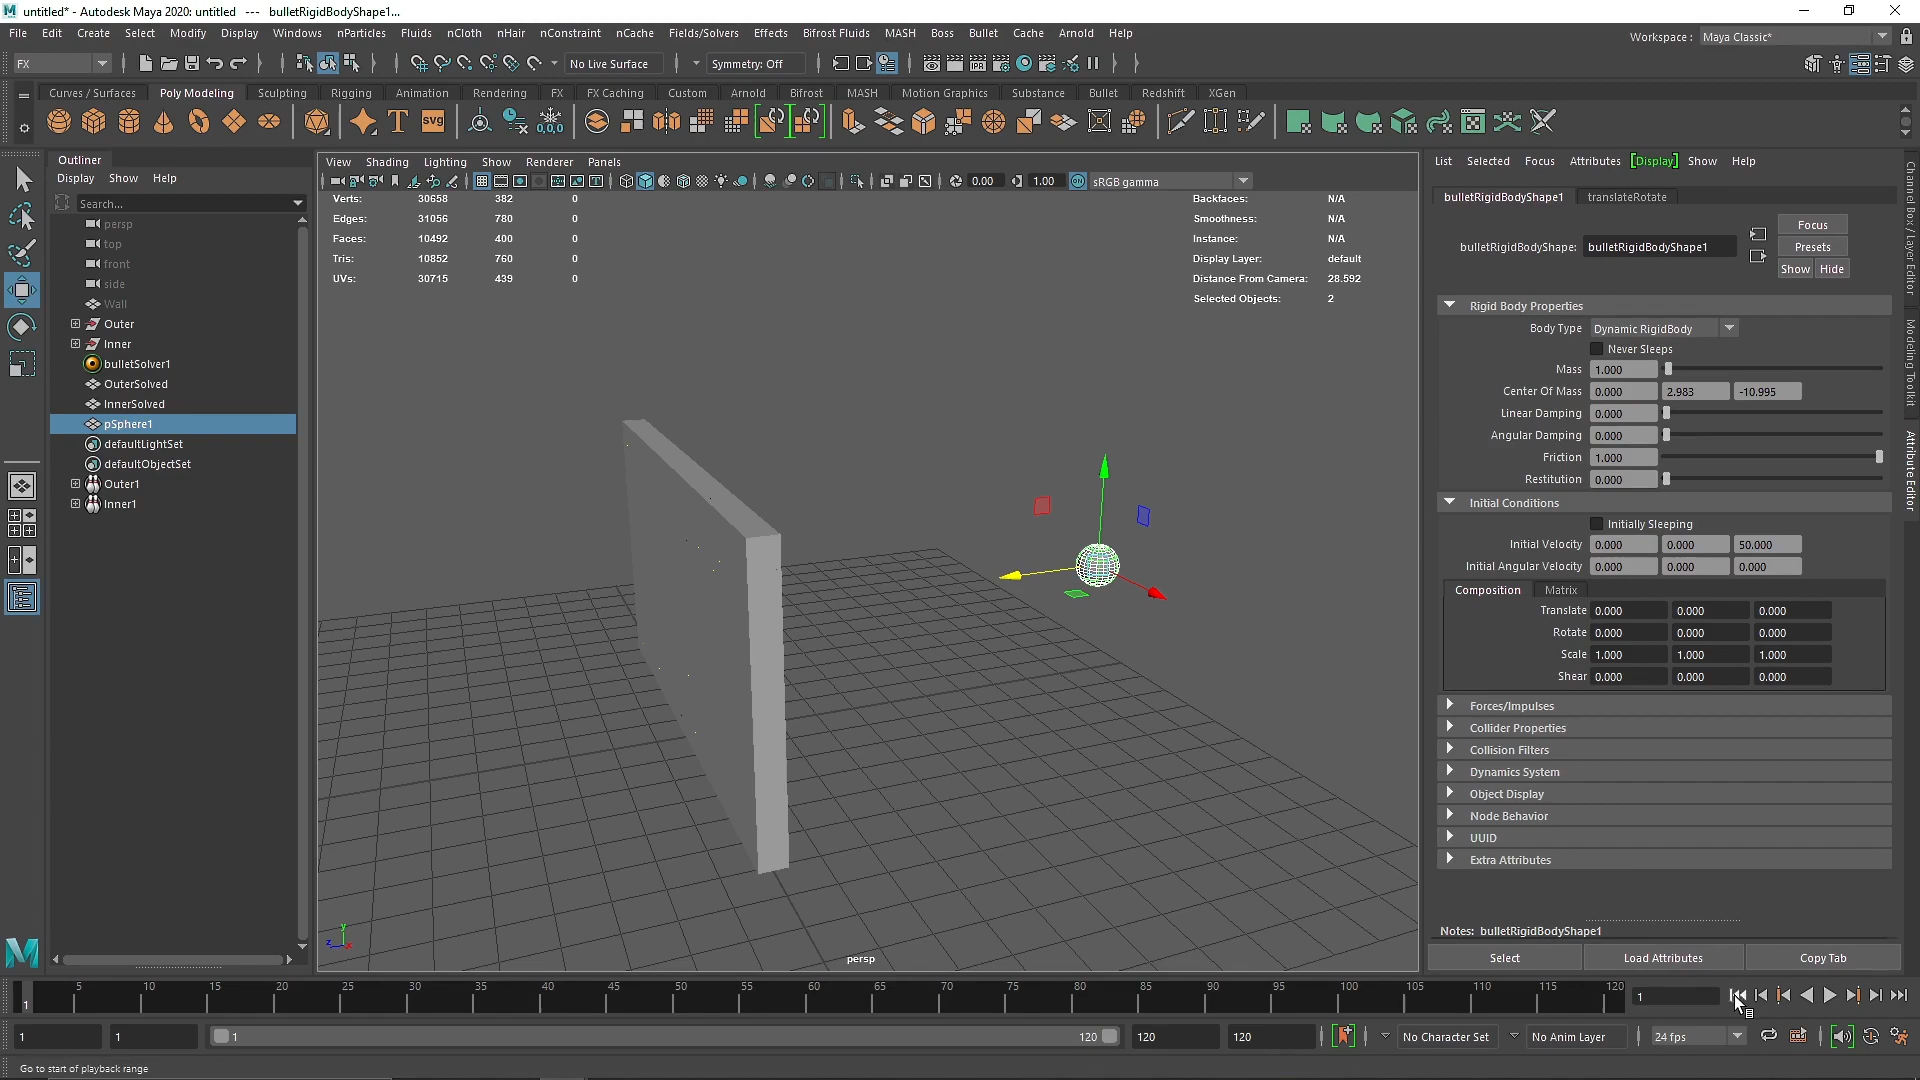 untitled* - Autodesk Maya 2020: untitled --- bulletRigidBodyShape1...
File Edit Create Select Modify Display Windows nParticles Fluids nCloth nHair nConstraint nCache Fields/Solvers Effects Bifrost Fluids MASH Boss Bullet Cache Arnold Help
Workspace : Maya Classic*
FX No Live Surface Symmetry: Off
Curves / Surfaces Poly Modeling Sculpting Rigging Animation Rendering FX FX Caching Custom Arnold Bifrost MASH Motion Graphics Substance Bullet Redshift XGen
T SVG 0,0,0
Outliner
Display Show Help
Search...
persp
top
front
side
Wall
Outer
Inner
bulletSolver1
OuterSolved
InnerSolved
pSphere1
defaultLightSet
defaultObjectSet
Outer1
Inner1
View Shading Lighting Show Renderer Panels
0.00 1.00 sRGB gamma
Verts: 30658 382 0
Edges: 31056 780 0
Faces: 10492 400 0
Tris: 10852 760 0
UVs: 30715 439 0
Backfaces: N/A
Smoothness: N/A
Instance: N/A
Display Layer: default
Distance From Camera: 28.592
Selected Objects: 2
y
z x
persp
List Selected Focus Attributes [Display] Show Help
bulletRigidBodyShape1 translateRotate
bulletRigidBodyShape: bulletRigidBodyShape1
Focus
Presets
Show Hide
Rigid Body Properties
Body Type Dynamic RigidBody
Never Sleeps
Mass 1.000
Center Of Mass 0.000 2.983 -10.995
Linear Damping 0.000
Angular Damping 0.000
Friction 1.000
Restitution 0.000
Initial Conditions
Initially Sleeping
Initial Velocity 0.000 0.000 50.000
Initial Angular Velocity 0.000 0.000 0.000
Composition Matrix
Translate 0.000 0.000 0.000
Rotate 0.000 0.000 0.000
Scale 1.000 1.000 1.000
Shear 0.000 0.000 0.000
Forces/Impulses
Collider Properties
Collision Filters
Dynamics System
Object Display
Node Behavior
UUID
Extra Attributes
Notes: bulletRigidBodyShape1
Select Load Attributes Copy Tab
Channel Box / Layer Editor
Modeling Toolkit
Attribute Editor
5 10 15 20 25 30 35 40 45 50 55 60 65 70 75 80 85 90 95 100 105 110 115 120
1 1
1 1 1 120 120 120 No Character Set No Anim Layer 24 fps
Go to start of playback range